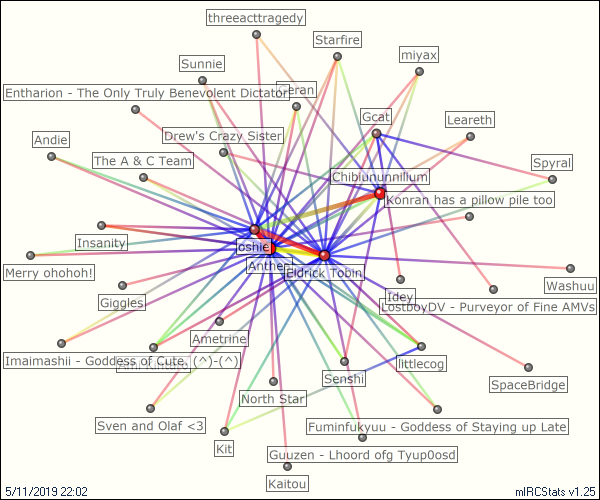 threeacttragedy
Starfire
miyax
Sunnie
Entharion - The Only Truly Benevolent Dictator
eran
Gcat
Leareth
Andie
Drew's Crazy Sister
The A & C Team
Chibiununnilium
Spyral
Konran has a pillow pile too
Insanity
oshie
Merry ohohoh!
Anthe
Eldrick Tobin
Washuu
Giggles
Idey
LostboyDV - Purveyor of Fine AMVs
Ametrine
Imaimashii - Goddess of Cute. (^)-(^)
littlecog
Senshi
SpaceBridge
North Star
Sven and Olaf <3
Fuminfukyuu - Goddess of Staying up Late
Kit
Guuzen - Lhoord ofg Tyup0osd
Kaitou
5/11/2019 22:02
mIRCStats v1.25